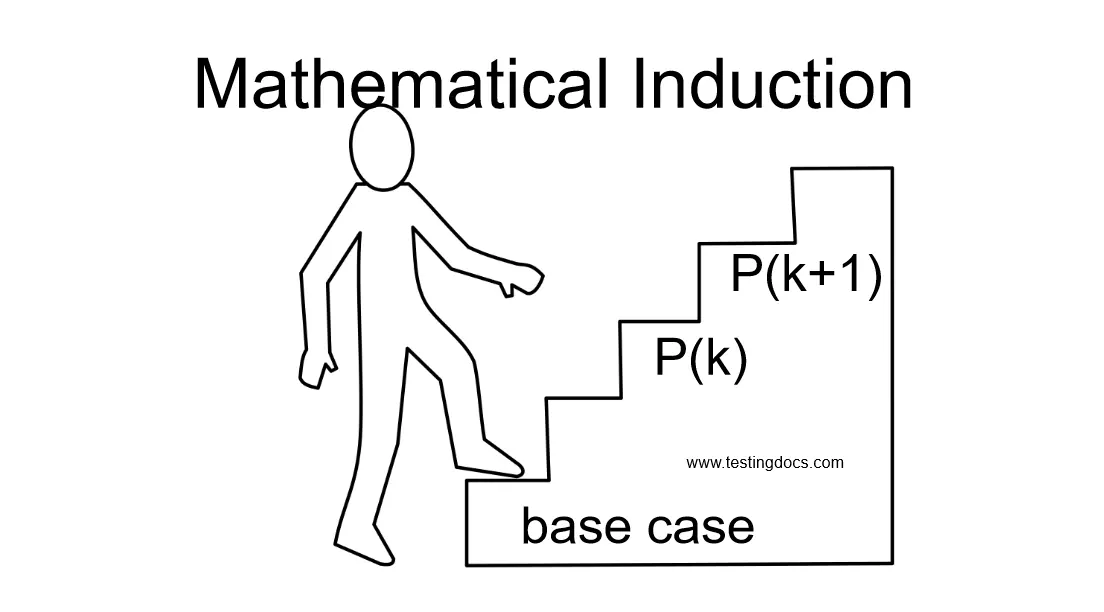 Mathematical Induction
P(k+1)
P(k)
www.testingdocs.com
base case